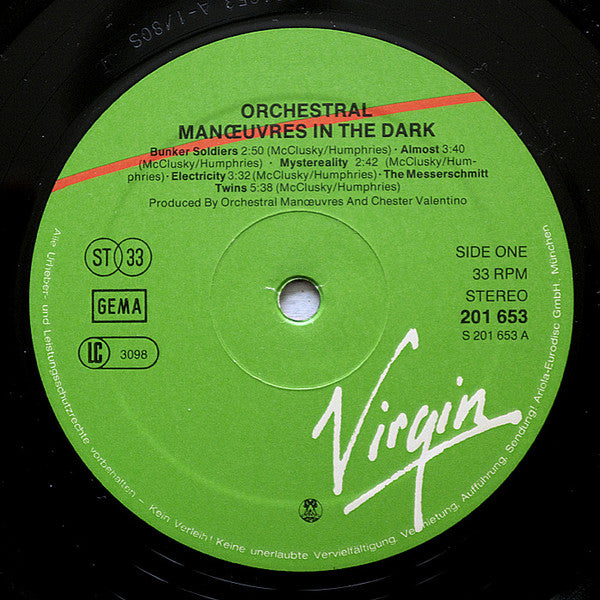 ORCHESTRAL
MANŒUVRES IN THE DARK
Bunker Soldiers 2:50 (McClusky/Humphries) · Almost 3:40
(McClusky/Humphries) · Mystereality 2:42 (McClusky/Hum-
phries) · Electricity 3:32 (McClusky/Humphries) · The Messerschmitt
Twins 5:38 (McClusky/Humphries)
Produced By Orchestral Manœuvres And Chester Valentino
ST 33
GEMA
LC 3098
SIDE ONE
33 RPM
STEREO
201 653
S 201 653 A
Virgin
Alle Urheber- und Leistungsschutzrechte vorbehalten – Kein Verleih! Keine unerlaubte Vervielfältigung, Vermietung, Aufführung, Sendung! Ariola-Eurodisc GmbH, München